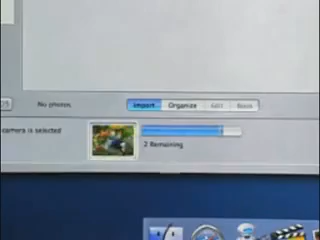 No photos.
Import Organize Edit Book
camera is selected
2 Remaining